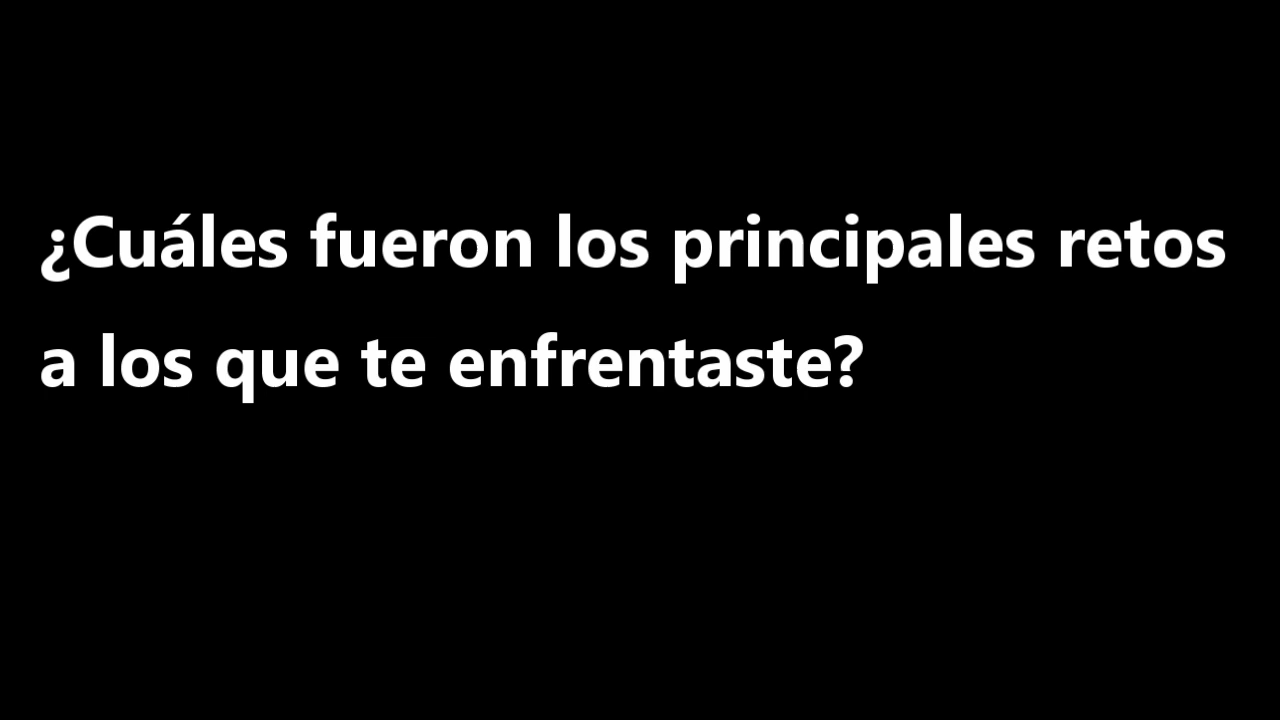 ¿Cuáles fueron los principales retos
a los que te enfrentaste?